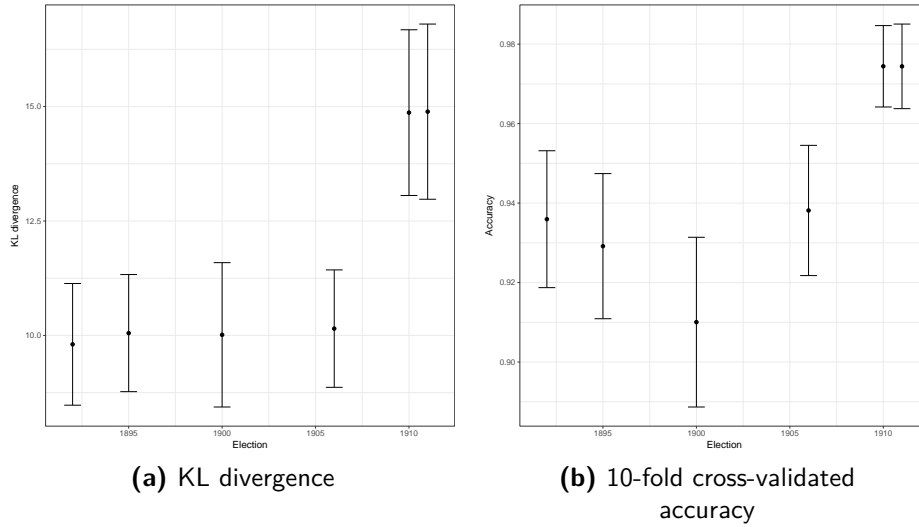 15.0
12.5
10.0
KL divergence
1895
1900
1905
1910
Election
(a) KL divergence
0.98
0.96
0.94
0.92
0.90
Accuracy
1895
1900
1905
1910
Election
(b) 10-fold cross-validated
accuracy